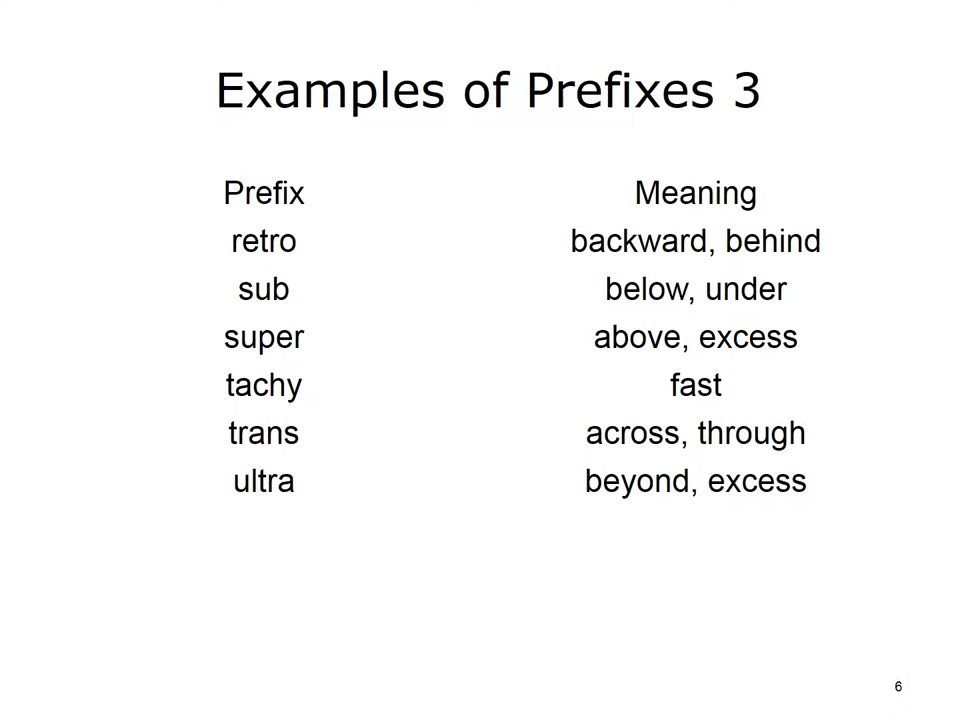 Examples of Prefixes 3
Prefix Meaning
retro backward, behind
sub below, under
super above, excess
tachy fast
trans across, through
ultra beyond, excess
6